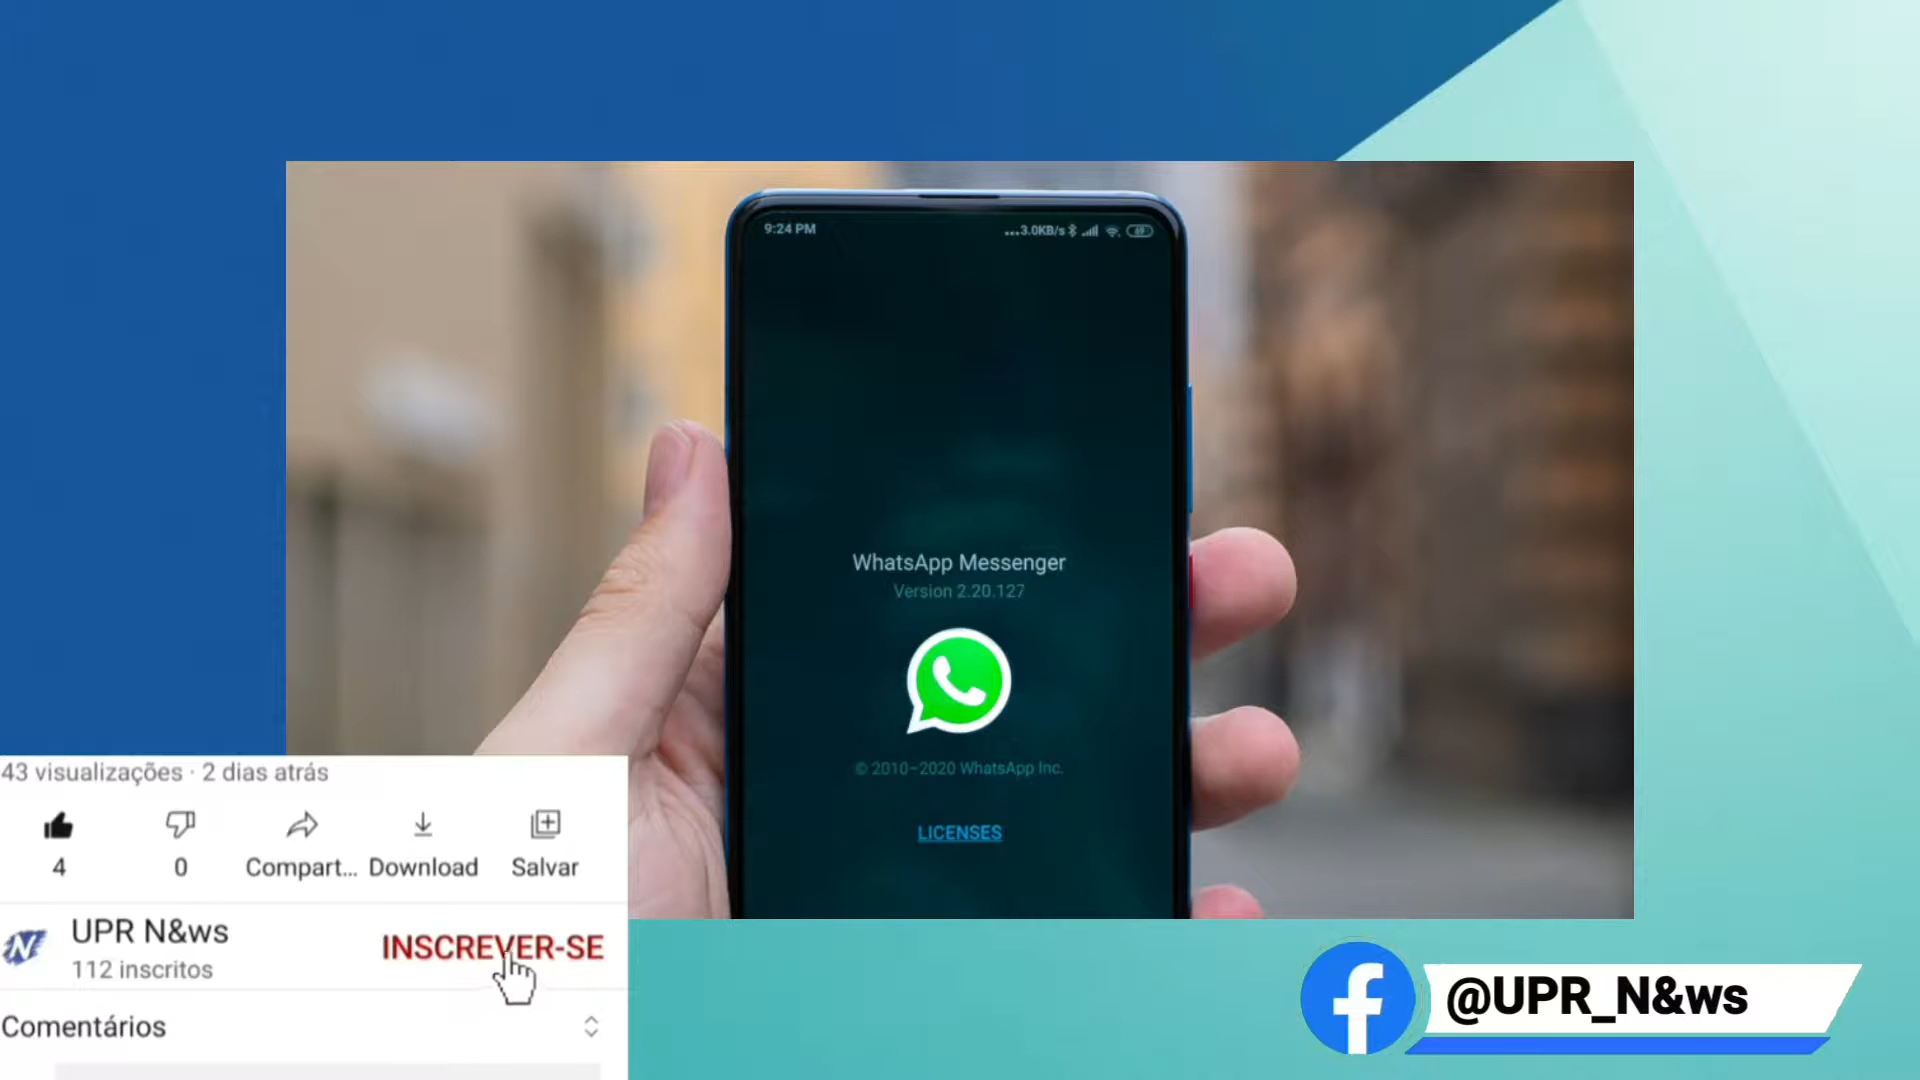 9:24 PM
...3.0KB/s
69
WhatsApp Messenger
Version 2.20.127
© 2010–2020 WhatsApp Inc.
LICENSES
43 visualizações · 2 dias atrás
4
0
Compart...
Download
Salvar
UPR N&ws
INSCREVER-SE
112 inscritos
Comentários
@UPR_N&ws